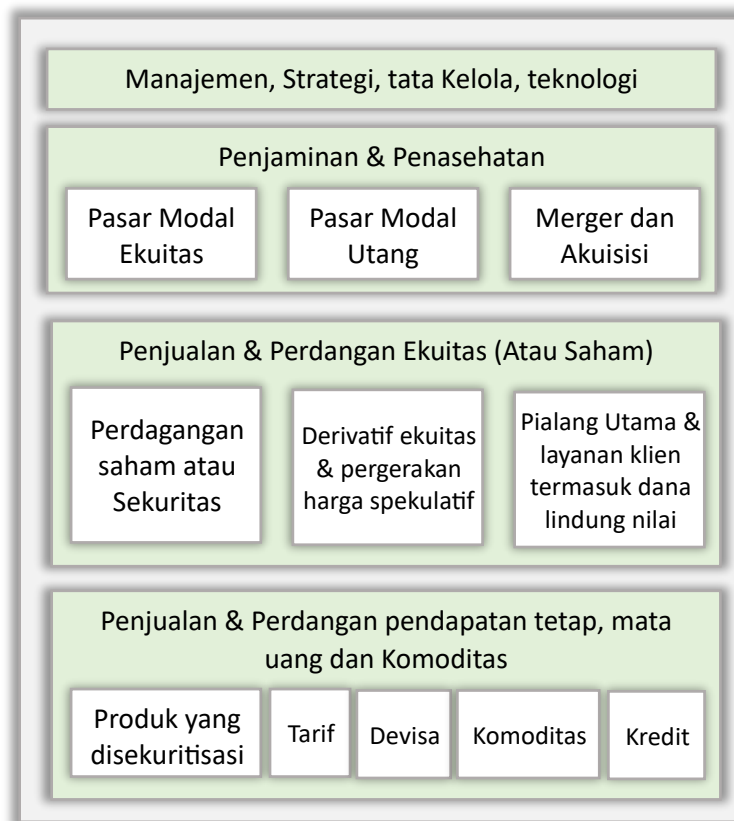 Manajemen, Strategi, tata Kelola, teknologi
Penjaminan & Penasehatan
Pasar Modal
Ekuitas
Pasar Modal
Utang
Merger dan
Akuisisi
Penjualan & Perdangan Ekuitas (Atau Saham)
Perdagangan
saham atau
Sekuritas
Derivatif ekuitas
& pergerakan
harga spekulatif
Pialang Utama &
layanan klien
termasuk dana
lindung nilai
Penjualan & Perdangan pendapatan tetap, mata
uang dan Komoditas
Produk yang
disekuritisasi
Tarif
Devisa
Komoditas
Kredit